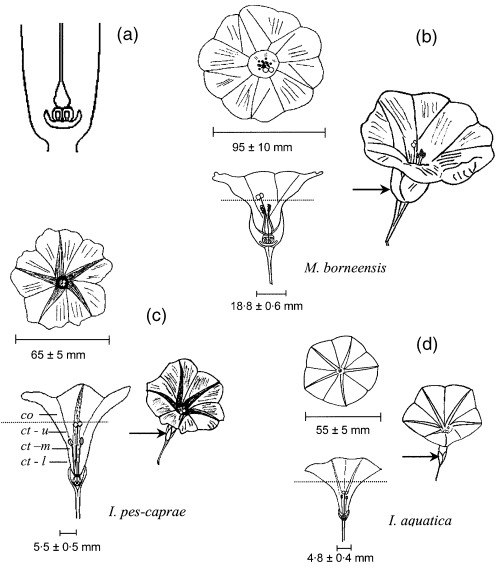 (a)
(b)
95 ± 10 mm
M. borneensis
18·8 ± 0·6 mm
(c)
65 ± 5 mm
co
ct - u
ct –m
ct - l
I. pes-caprae
5·5 ± 0·5 mm
(d)
55 ± 5 mm
I. aquatica
4·8 ± 0·4 mm